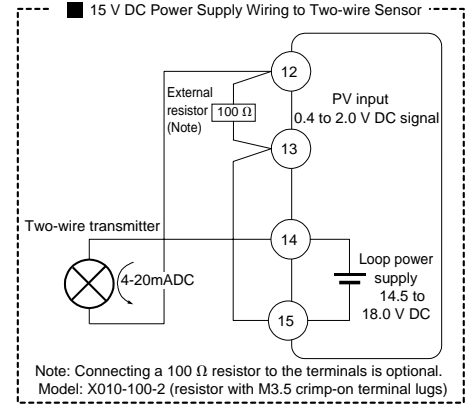 15 V DC Power Supply Wiring to Two-wire Sensor
12
External
resistor
(Note)
100 Ω
PV input
0.4 to 2.0 V DC signal
13
Two-wire transmitter
14
4-20mADC
Loop power
supply
14.5 to
18.0 V DC
15
Note: Connecting a 100 Ω resistor to the terminals is optional.
Model: X010-100-2 (resistor with M3.5 crimp-on terminal lugs)